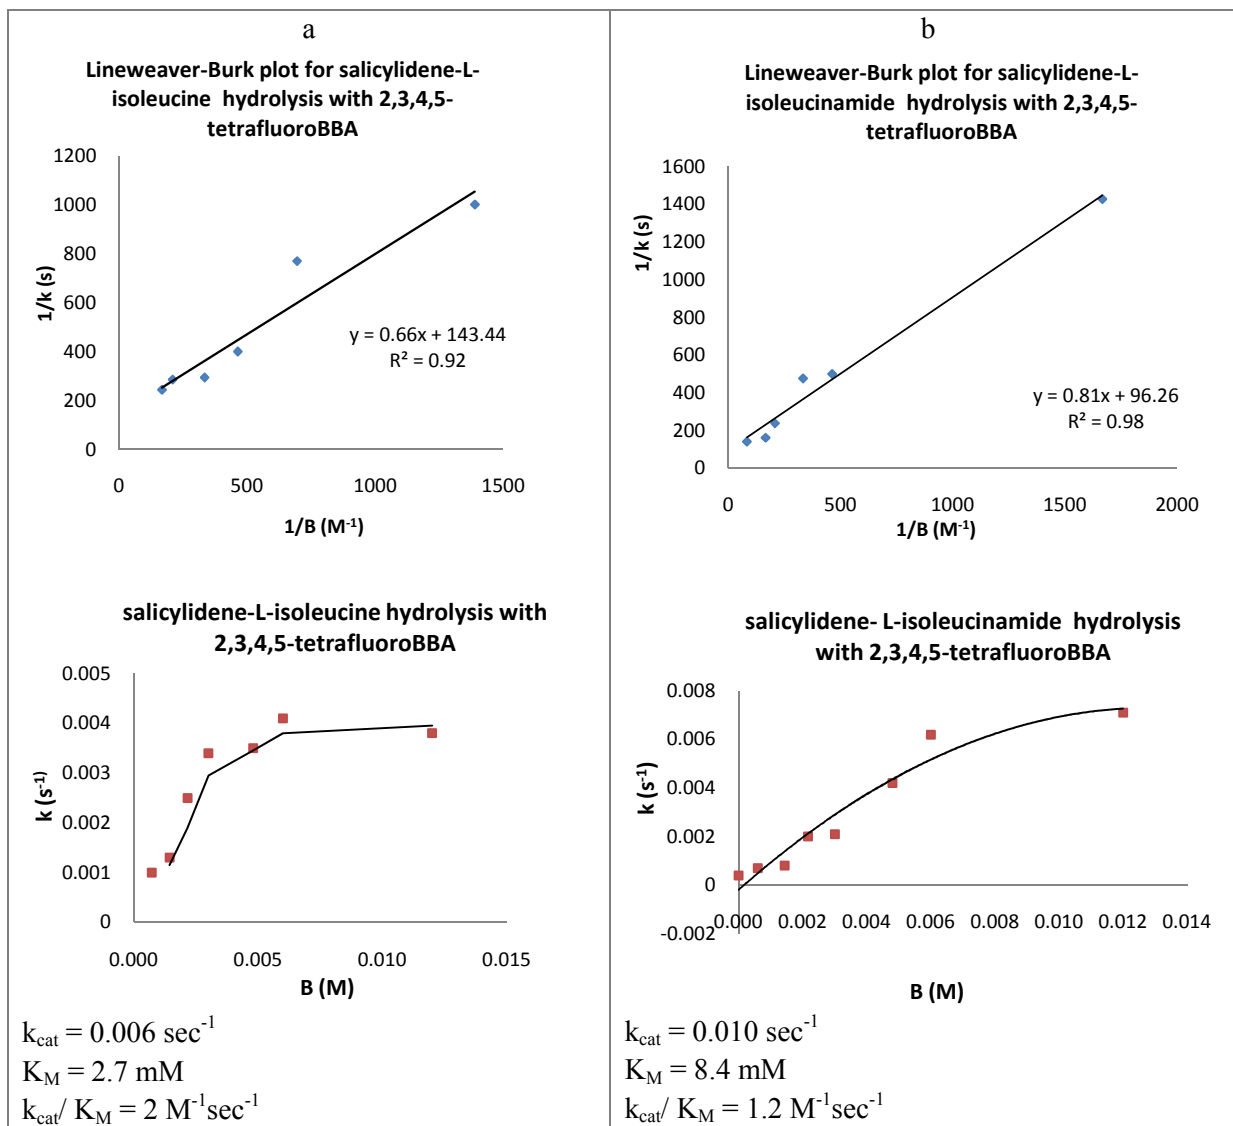 a
Lineweaver-Burk plot for salicylidene-L-
isoleucine hydrolysis with 2,3,4,5-
tetrafluoroBBA
1200
1000
800
600
400
200
0
1/k (s)
y = 0.66x + 143.44
R² = 0.92
0 500 1000 1500
1/B (M⁻¹)
salicylidene-L-isoleucine hydrolysis with
2,3,4,5-tetrafluoroBBA
0.005
0.004
0.003
0.002
0.001
0
k (s⁻¹)
0.000 0.005 0.010 0.015
B (M)
k_cat = 0.006 sec⁻¹
K_M = 2.7 mM
k_cat/ K_M = 2 M⁻¹sec⁻¹
b
Lineweaver-Burk plot for salicylidene-L-
isoleucinamide hydrolysis with 2,3,4,5-
tetrafluoroBBA
1600
1400
1200
1000
800
600
400
200
0
1/k (s)
y = 0.81x + 96.26
R² = 0.98
0 500 1000 1500 2000
1/B (M⁻¹)
salicylidene- L-isoleucinamide hydrolysis
with 2,3,4,5-tetrafluoroBBA
0.008
0.006
0.004
0.002
0
-0.002
k (s⁻¹)
0.000 0.002 0.004 0.006 0.008 0.010 0.012 0.014
B (M)
k_cat = 0.010 sec⁻¹
K_M = 8.4 mM
k_cat/ K_M = 1.2 M⁻¹sec⁻¹